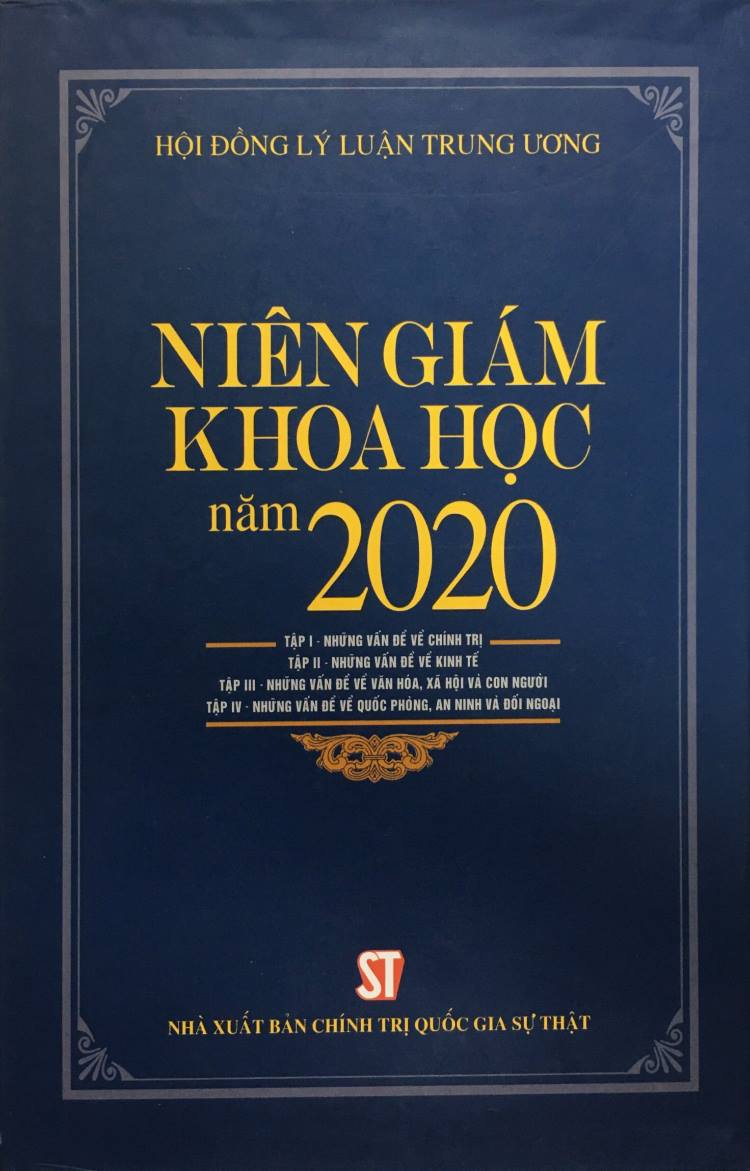 HỘI ĐỒNG LÝ LUẬN TRUNG ƯƠNG
NIÊN GIÁM
KHOA HỌC
năm 2020
TẬP I - NHỮNG VẤN ĐỀ VỀ CHÍNH TRỊ
TẬP II - NHỮNG VẤN ĐỀ VỀ KINH TẾ
TẬP III - NHỮNG VẤN ĐỀ VỀ VĂN HÓA, XÃ HỘI VÀ CON NGƯỜI
TẬP IV - NHỮNG VẤN ĐỀ VỀ QUỐC PHÒNG, AN NINH VÀ ĐỐI NGOẠI
ST
NHÀ XUẤT BẢN CHÍNH TRỊ QUỐC GIA SỰ THẬT